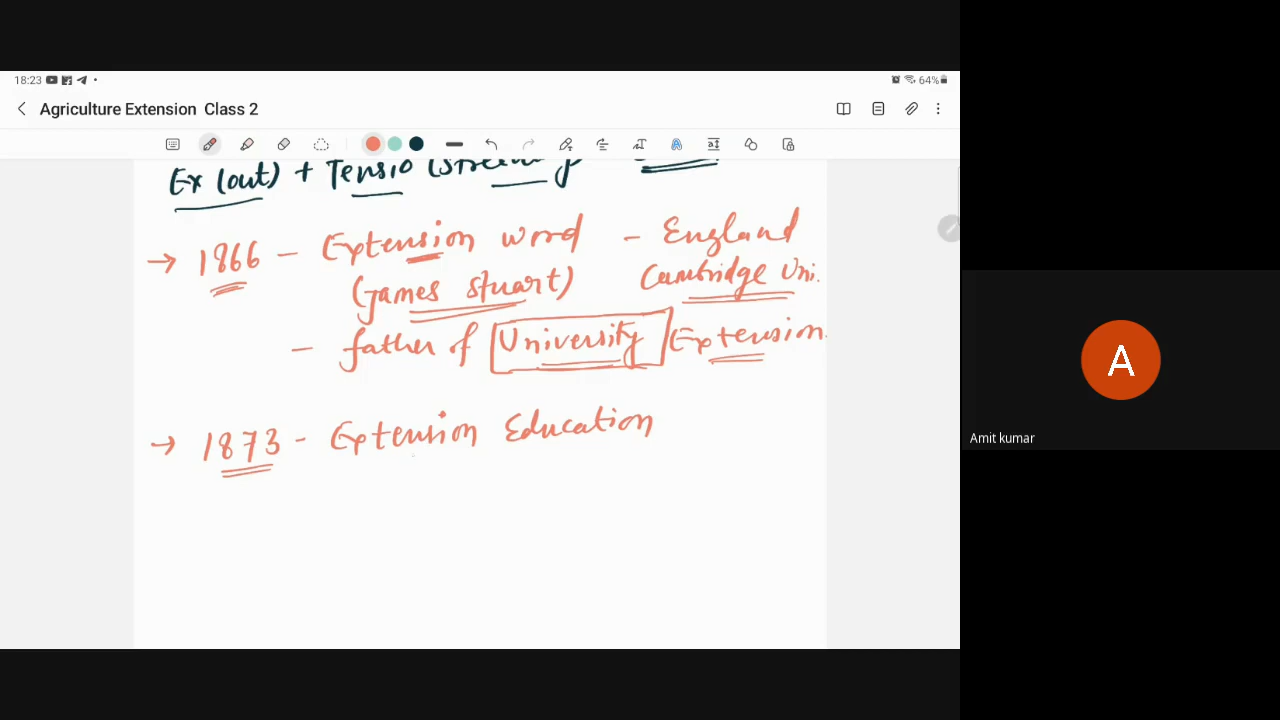 18:23
64%
Agriculture Extension Class 2
Ex (out) + Tensio
→ 1866 - Extension word - England
(James Stuart) Cambridge Uni.
- father of University Extension.
→ 1873 - Extension Education
A
Amit kumar